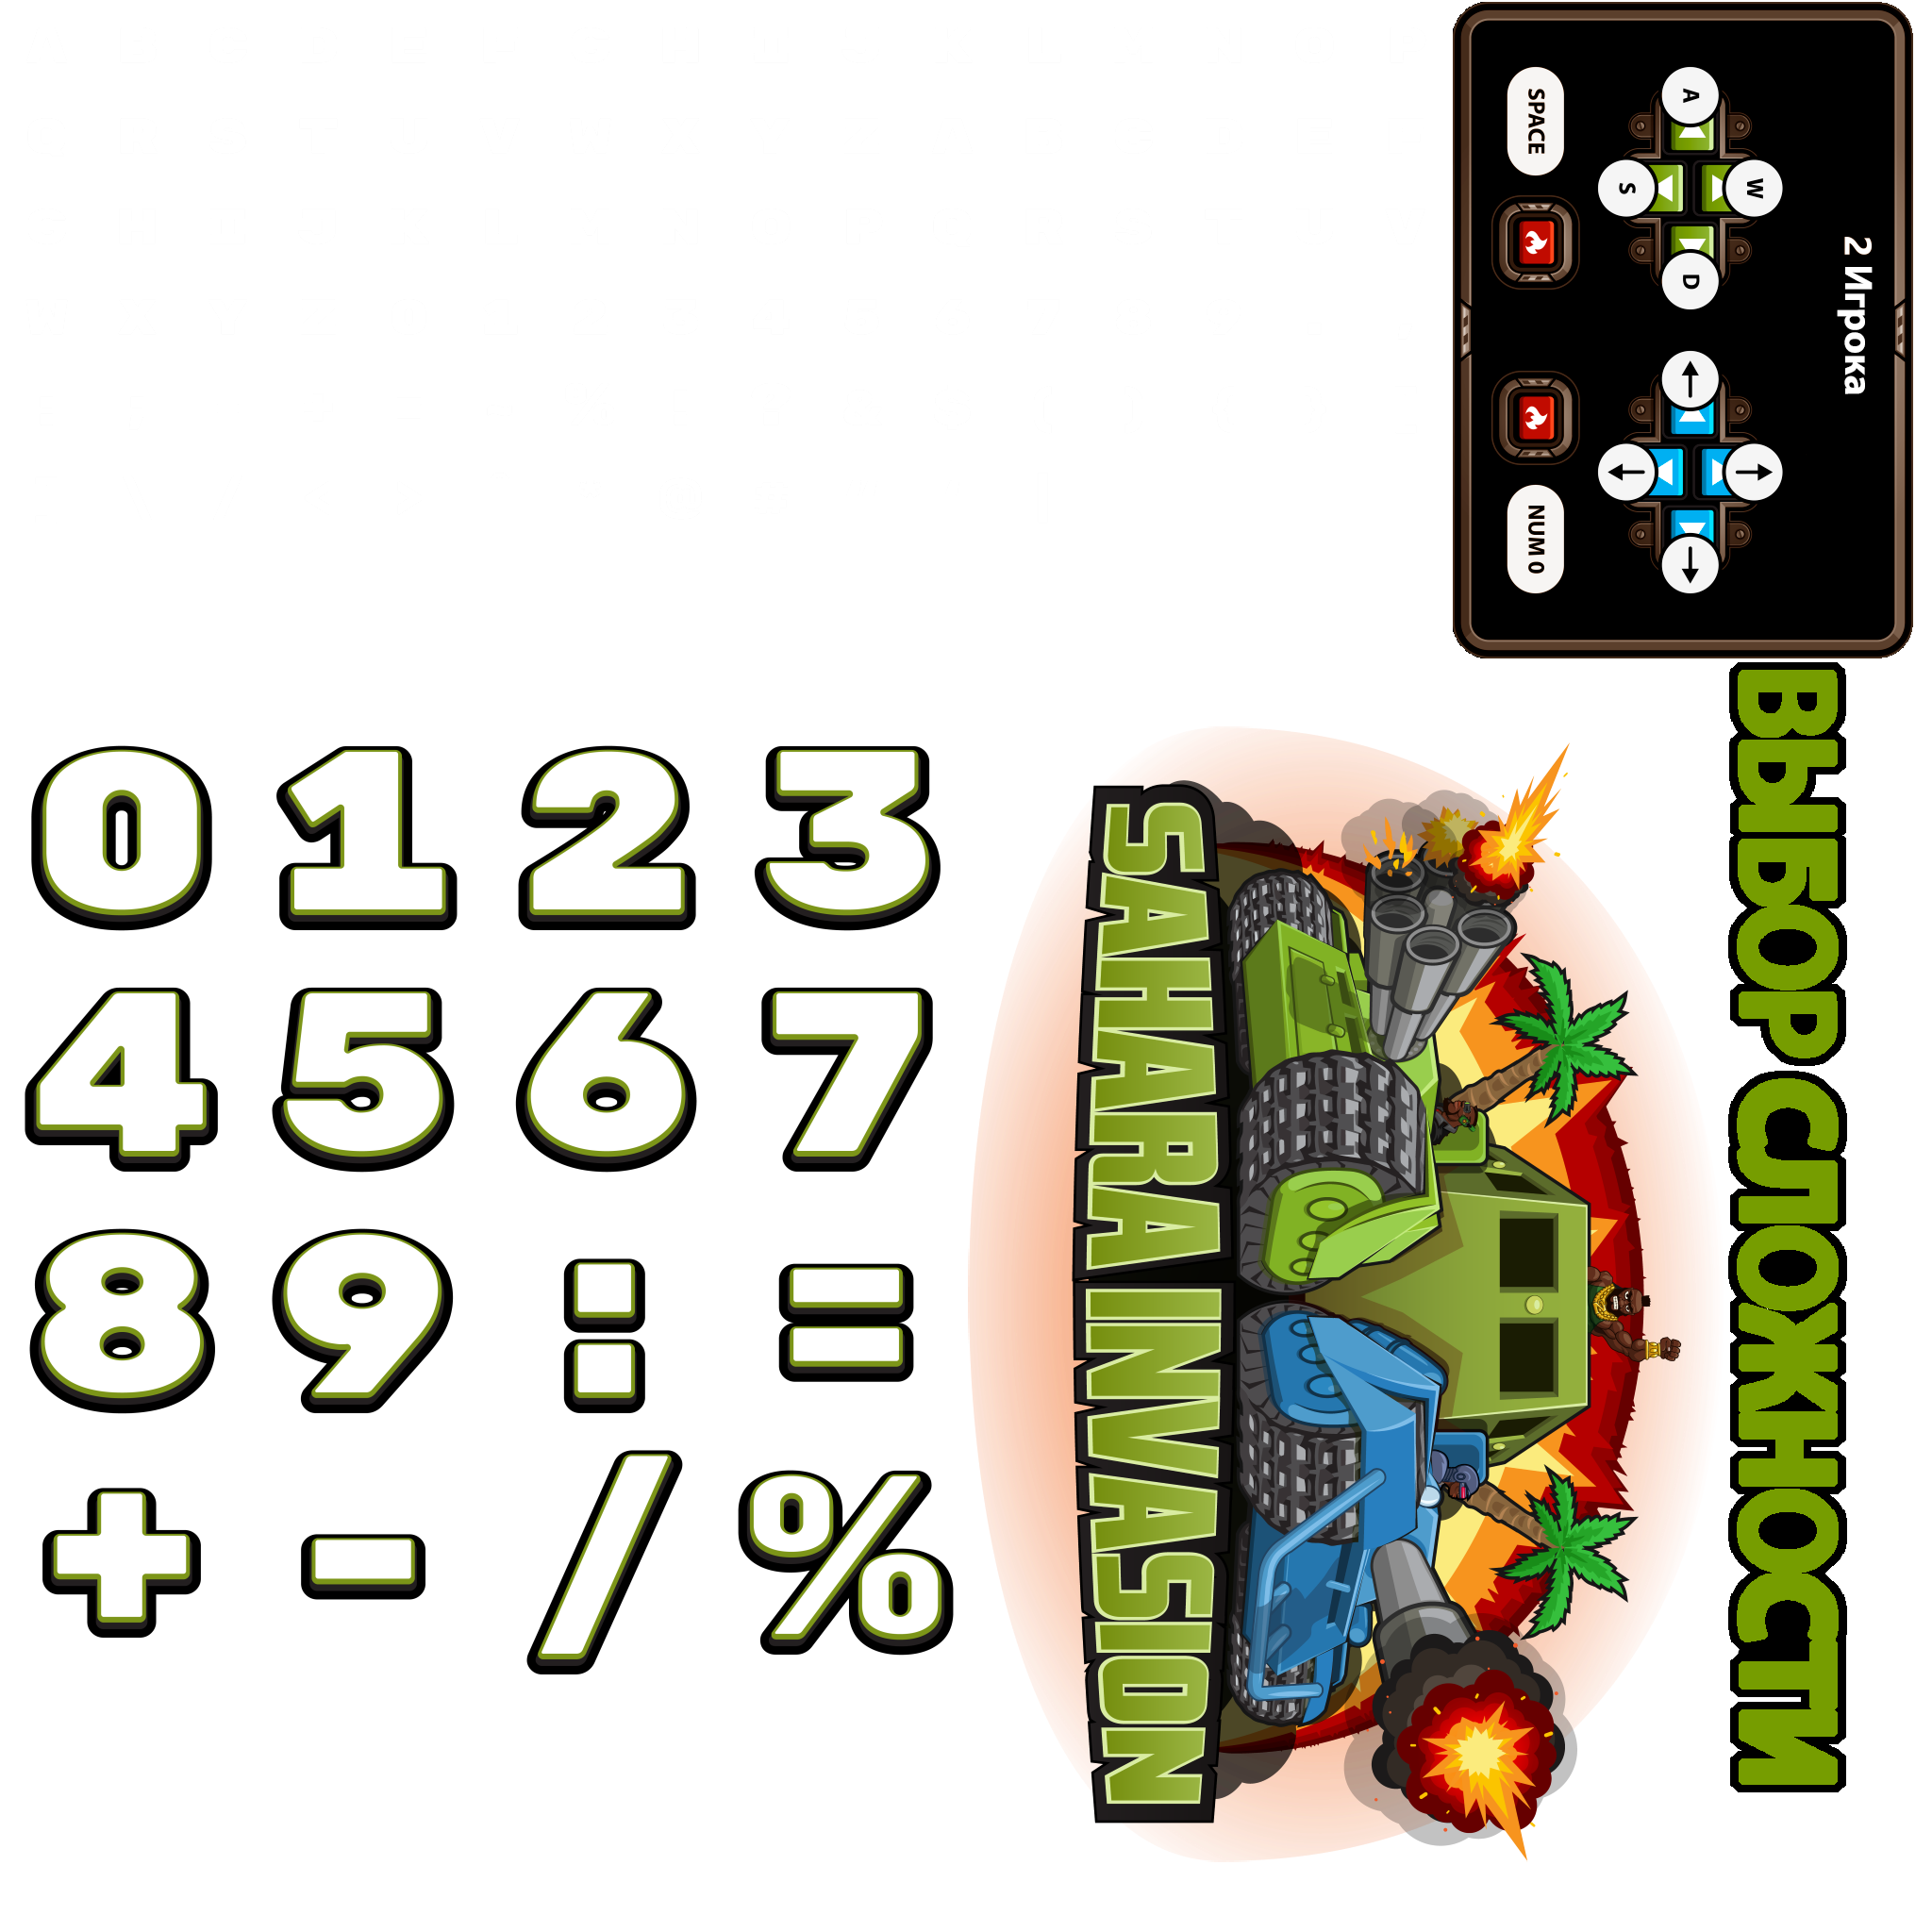 2 Игрока
A
W
S
D
SPACE
NUM 0
ВЫБОР СЛОЖНОСТИ
0 1 2 3
4 5 6 7
8 9 : =
+ - / %
SAHARA INVASION